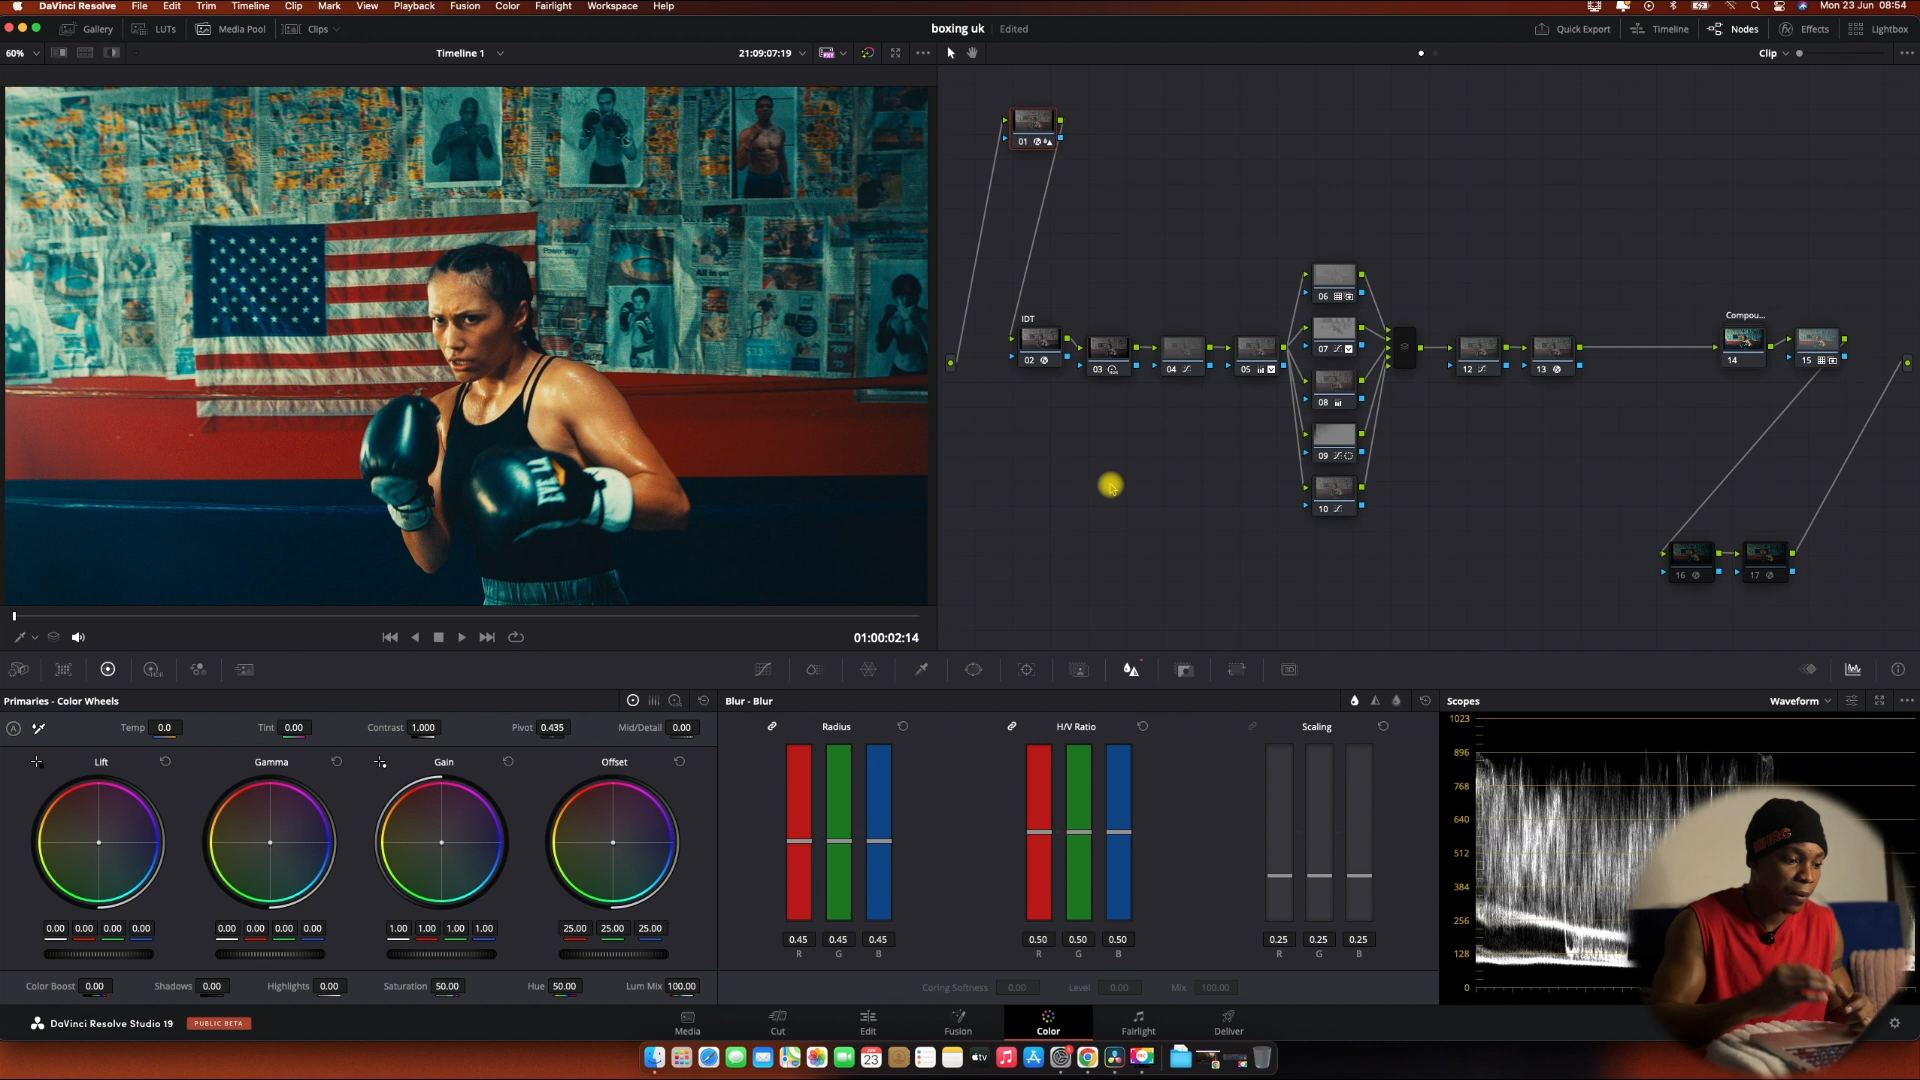 DaVinci Resolve File Edit Trim Timeline Clip Mark View Playback Fusion Color Fairlight Workspace Help Mon 23 Jun 08:54
Gallery LUTs Media Pool Clips boxing uk Edited Quick Export Timeline Nodes Effects Lightbox
60% Timeline 1 21:09:07:19 Clip
01
IDT
02
03
04
05
06
07
08
09
10
12
13
Compou...
14
15
16
17
EYE LA
01:00:02:14
Primaries - Color Wheels
Temp 0.0 Tint 0.00 Contrast 1.000 Pivot 0.435 Mid/Detail 0.00
Lift Gamma Gain Offset
0.00 0.00 0.00 0.00 0.00 0.00 0.00 0.00 1.00 1.00 1.00 1.00 25.00 25.00 25.00
Color Boost 0.00 Shadows 0.00 Highlights 0.00 Saturation 50.00 Hue 50.00 Lum Mix 100.00
Blur - Blur
Radius H/V Ratio Scaling
0.45 0.45 0.45 0.50 0.50 0.50 0.25 0.25 0.25
R G B R G B R G B
Coring Softness 0.00 Level 0.00 Mix 100.00
Scopes Waveform
1023
896
768
640
512
384
256
128
0
DaVinci Resolve Studio 19 PUBLIC BETA
Media Cut Edit Fusion Color Fairlight Deliver
23
tv